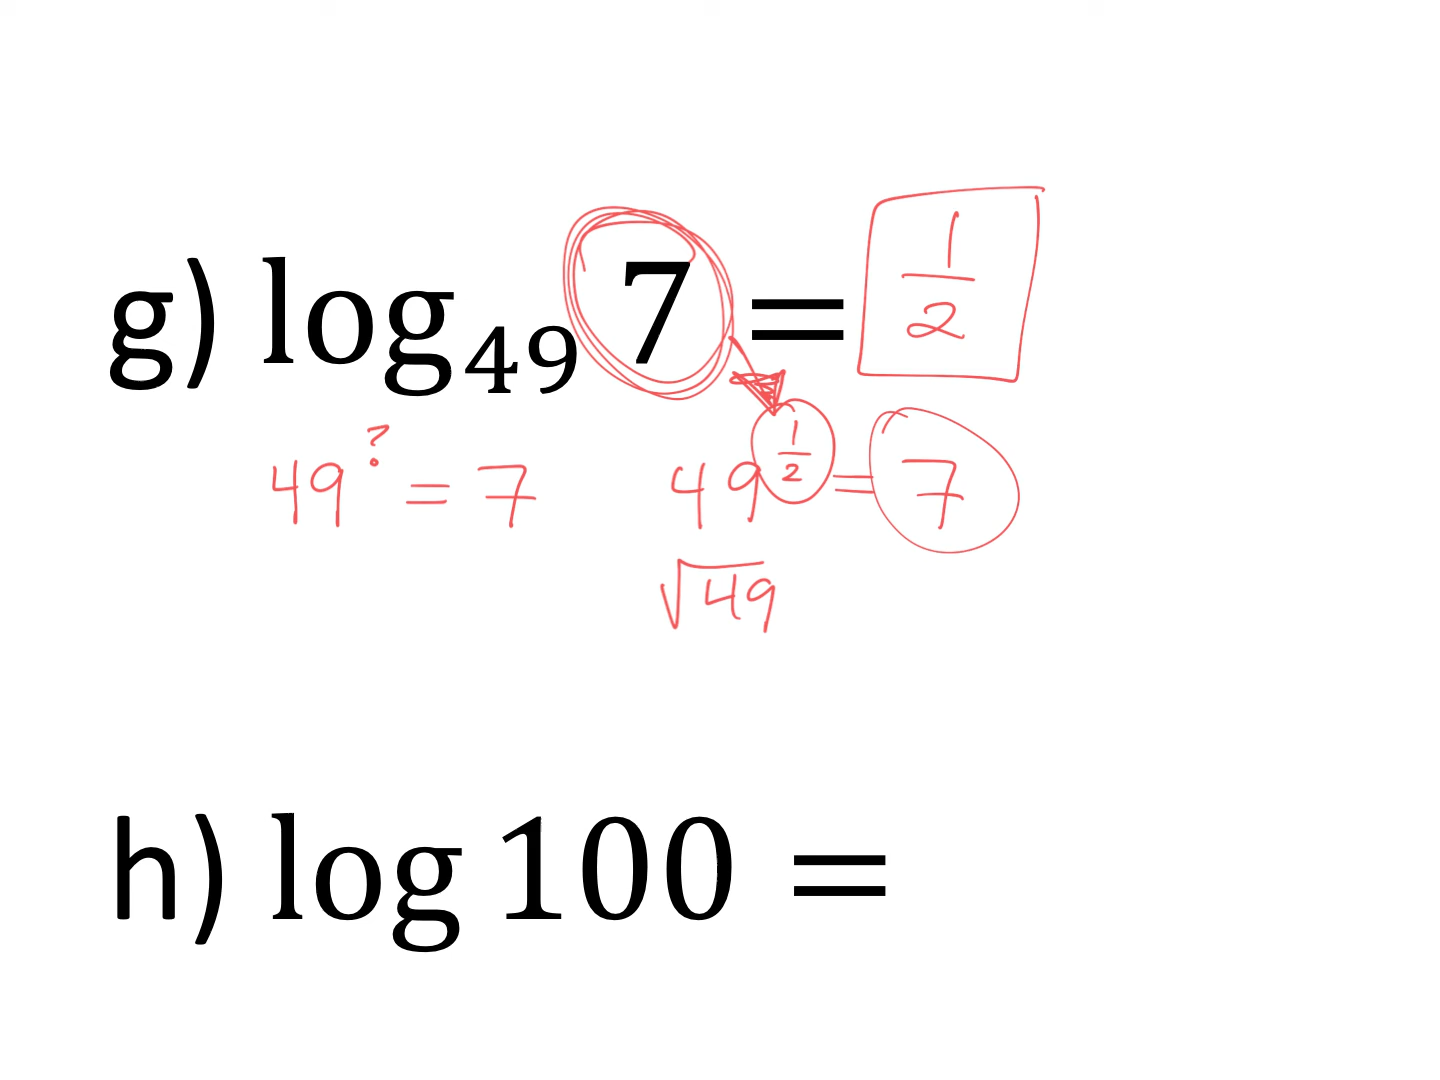 g) log₄₉ 7 = 1/2
49^? = 7 49^(1/2) = 7
√49
h) log 100 =